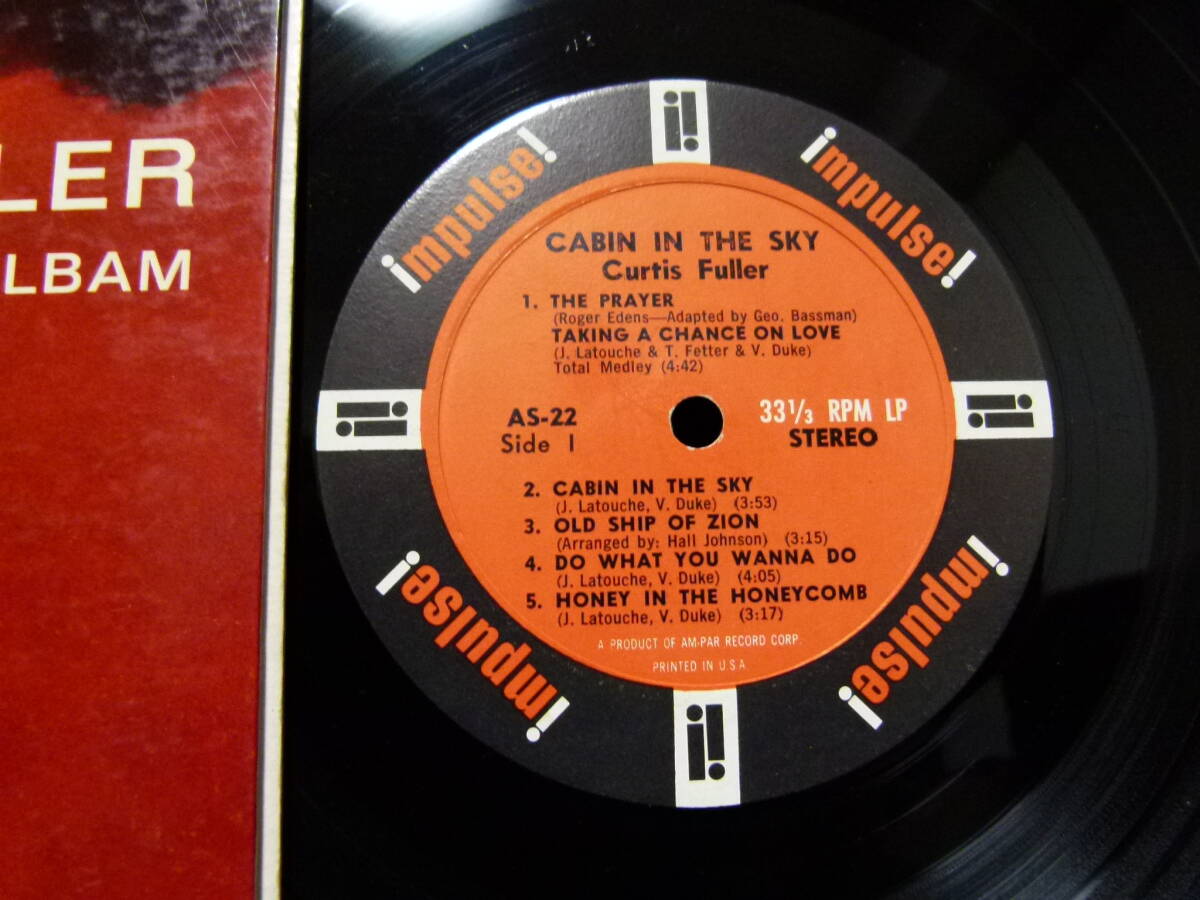 LER
LBAM
impulse!
impulse!
CABIN IN THE SKY
Curtis Fuller
1. THE PRAYER
(Roger Edens—Adapted by Geo. Bassman)
TAKING A CHANCE ON LOVE
(J. Latouche & T. Fetter & V. Duke)
Total Medley (4:42)
AS-22
Side 1
33 1/3 RPM LP
STEREO
2. CABIN IN THE SKY
(J. Latouche, V. Duke) (3:53)
3. OLD SHIP OF ZION
(Arranged by: Hall Johnson) (3:15)
4. DO WHAT YOU WANNA DO
(J. Latouche, V. Duke) (4:05)
5. HONEY IN THE HONEYCOMB
(J. Latouche, V. Duke) (3:17)
A PRODUCT OF AM-PAR RECORD CORP.
PRINTED IN U.S.A
impulse!
impulse!